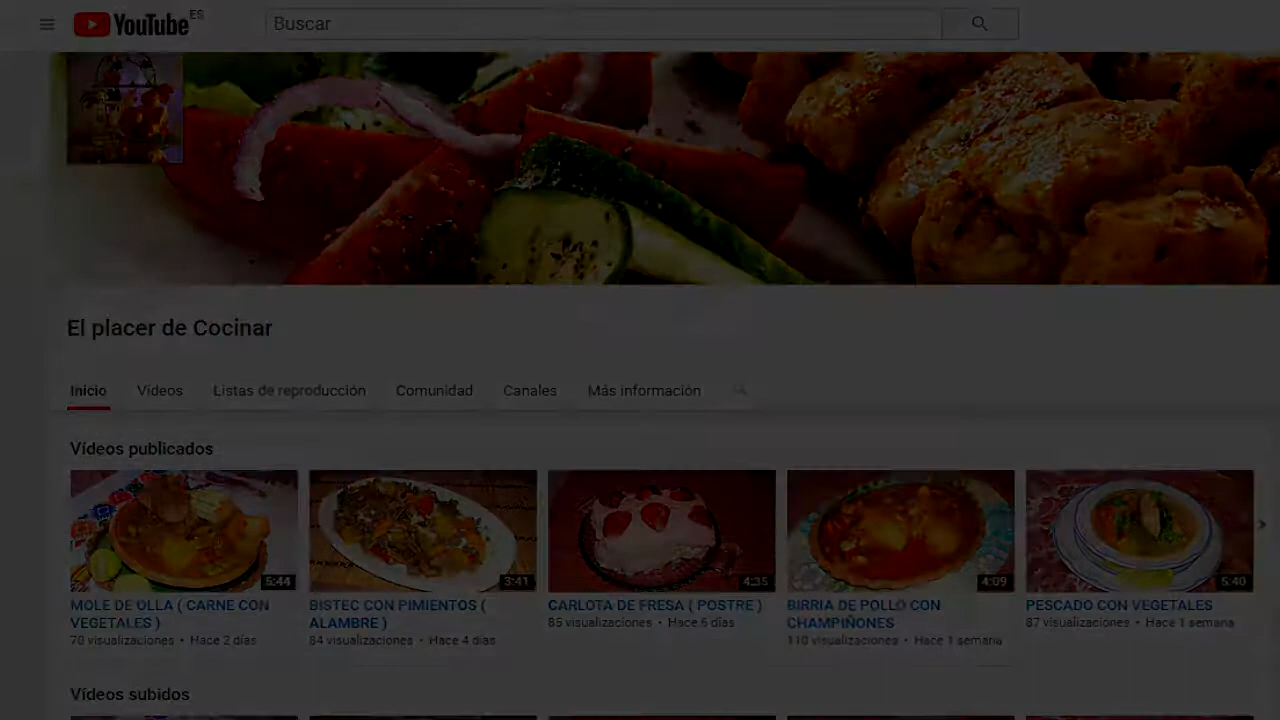 YouTube ES
Buscar
El placer de Cocinar
Inicio Vídeos Listas de reproducción Comunidad Canales Más información
Vídeos publicados
5:44 3:41 4:35 4:09 5:40
MOLE DE OLLA ( CARNE CON VEGETALES )
70 visualizaciones • Hace 2 días
BISTEC CON PIMIENTOS ( ALAMBRE )
84 visualizaciones • Hace 4 días
CARLOTA DE FRESA ( POSTRE )
85 visualizaciones • Hace 6 días
BIRRIA DE POLLO CON CHAMPIÑONES
110 visualizaciones • Hace 1 semana
PESCADO CON VEGETALES
87 visualizaciones • Hace 1 semana
Vídeos subidos